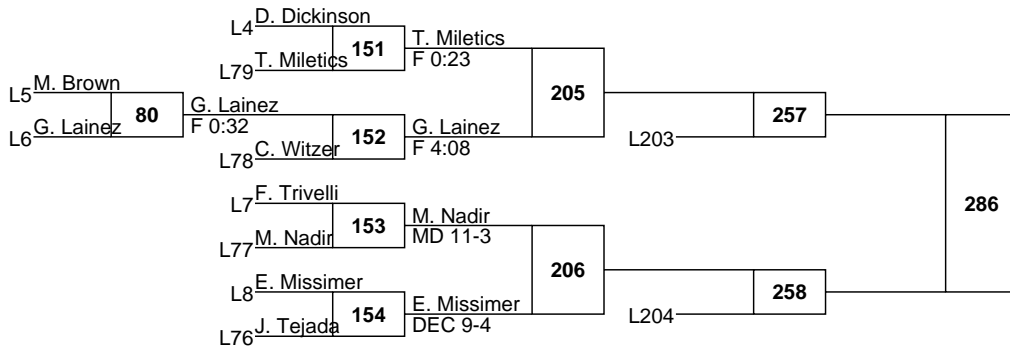 D. Dickinson
L4
151
T. Miletics
F 0:23
T. Miletics
L79
205
M. Brown
L5
80
G. Lainez
F 0:32
G. Lainez
L6
152
G. Lainez
F 4:08
C. Witzer
L78
257
L203
286
F. Trivelli
L7
153
M. Nadir
MD 11-3
M. Nadir
L77
206
E. Missimer
L8
154
E. Missimer
DEC 9-4
J. Tejada
L76
258
L204